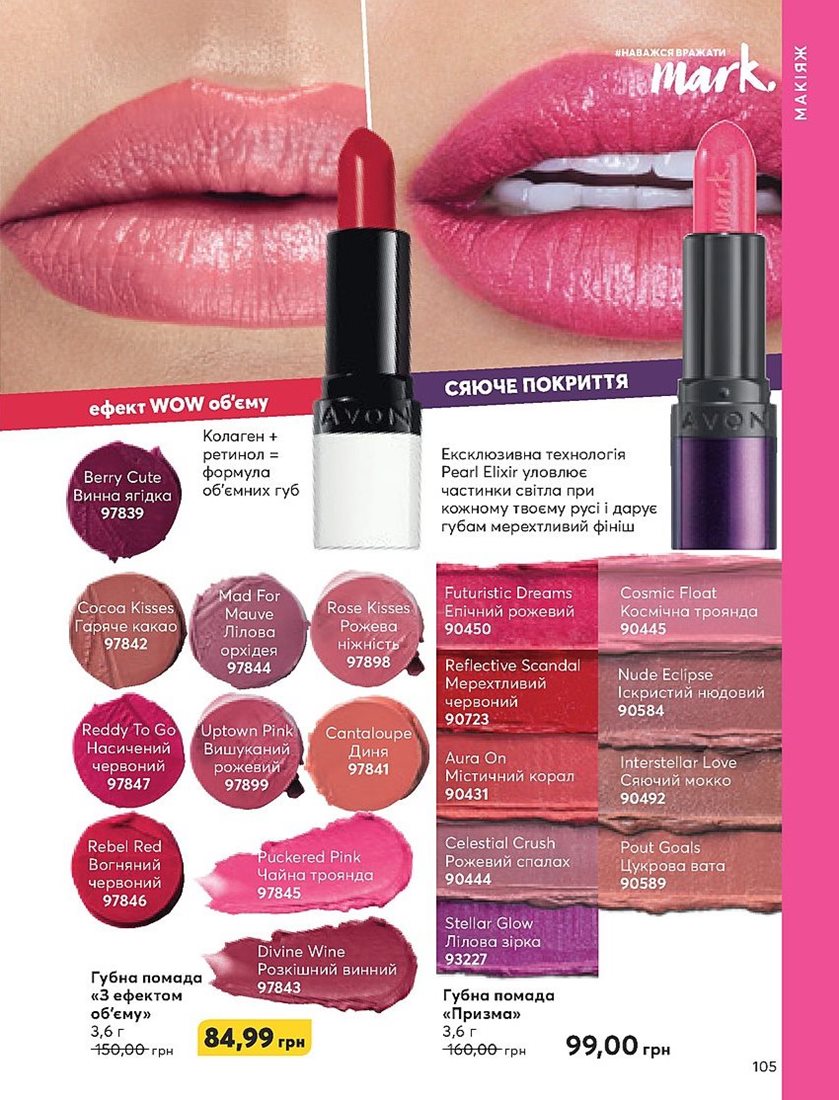 #НАВАЖСЯ ВРАЖАТИ
mark.
МАКІЯЖ
mark.
AVON
AVON
ефект WOW об'єму
СЯЮЧЕ ПОКРИТТЯ
Колаген +
ретинол =
формула
об'ємних губ
Ексклюзивна технологія
Pearl Elixir уловлює
частинки світла при
кожному твоєму русі і дарує
губам мерехтливий фініш
Berry Cute
Винна ягідка
97839
Cocoa Kisses
Гаряче какао
97842
Mad For
Mauve
Лілова
орхідея
97844
Rose Kisses
Рожева
ніжність
97898
Reddy To Go
Насичений
червоний
97847
Uptown Pink
Вишуканий
рожевий
97899
Cantaloupe
Диня
97841
Rebel Red
Вогняний
червоний
97846
Puckered Pink
Чайна троянда
97845
Divine Wine
Розкішний винний
97843
Губна помада
«З ефектом
об'єму»
3,6 г
150,00 грн
84,99 грн
Futuristic Dreams
Епічний рожевий
90450
Cosmic Float
Космічна троянда
90445
Reflective Scandal
Мерехтливий
червоний
90723
Nude Eclipse
Іскристий нюдовий
90584
Aura On
Містичний корал
90431
Interstellar Love
Сяючий мокко
90492
Celestial Crush
Рожевий спалах
90444
Pout Goals
Цукрова вата
90589
Stellar Glow
Лілова зірка
93227
Губна помада
«Призма»
3,6 г
160,00 грн
99,00 грн
105